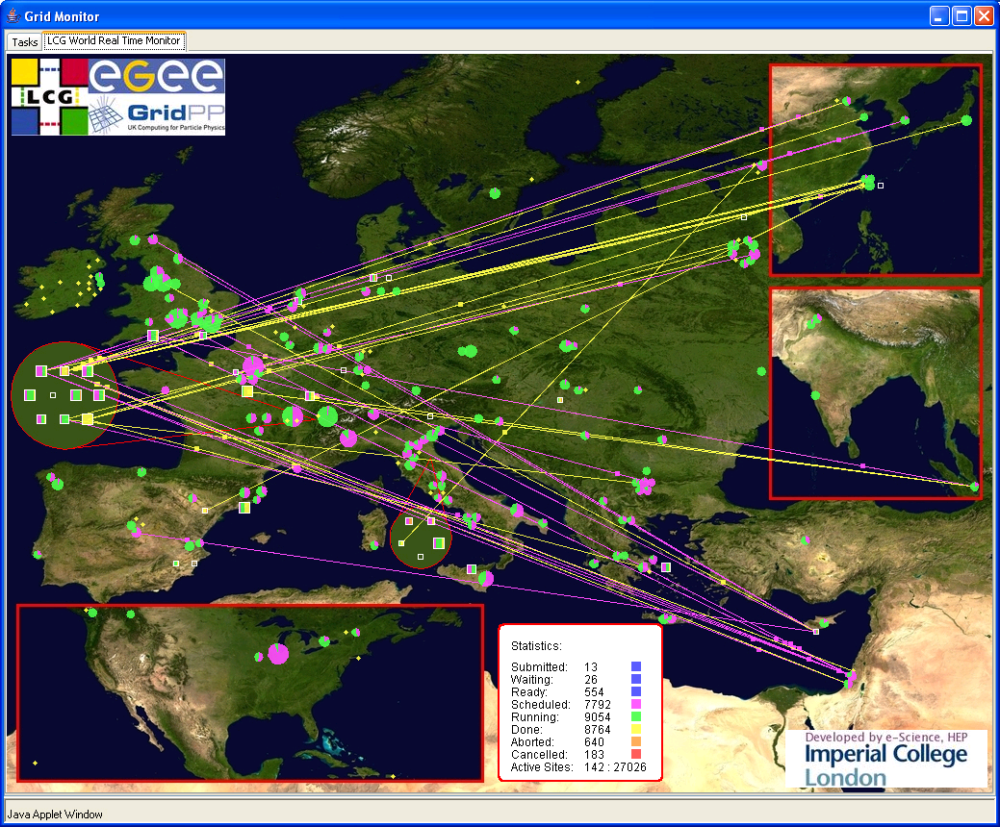 Grid Monitor
Tasks
LCG World Real Time Monitor
LCG
eGee
GridPP
UK Computing for Particle Physics
Statistics:
Submitted: 13
Waiting: 26
Ready: 554
Scheduled: 7792
Running: 9054
Done: 8764
Aborted: 640
Cancelled: 183
Active Sites: 142 : 27026
Developed by e-Science, HEP
Imperial College
London
Java Applet Window